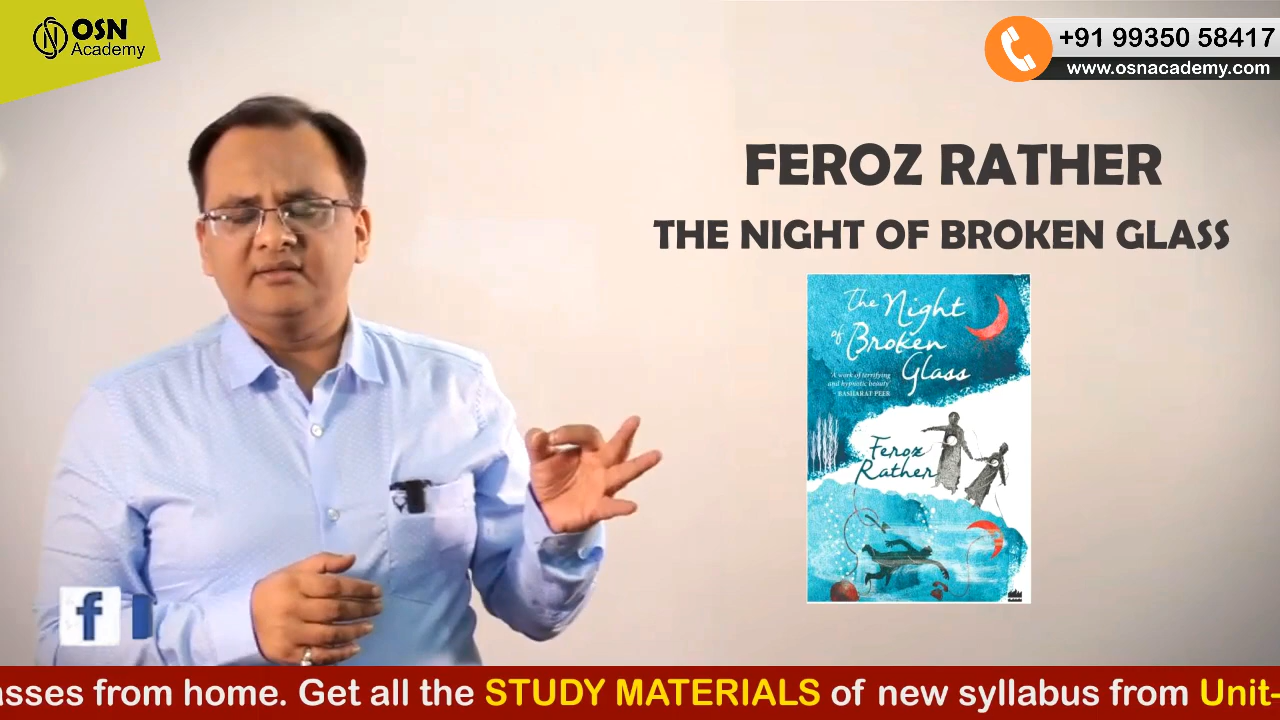 OSN
Academy
+91 99350 58417
www.osnacademy.com
FEROZ RATHER
THE NIGHT OF BROKEN GLASS
The Night
of Broken
Glass
'A work of terrifying
and hypnotic beauty'
- BASHARAT PEER
Feroz
Rather
f
asses from home. Get all the STUDY MATERIALS of new syllabus from Unit-